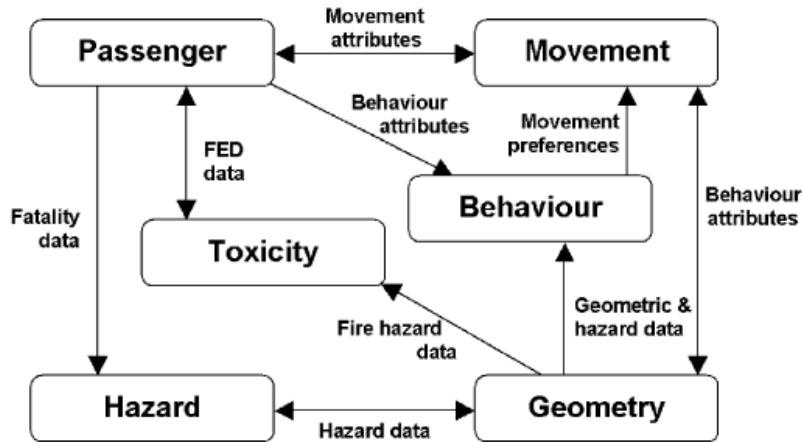 Movement
attributes
Passenger
Movement
Behaviour
attributes
Movement
preferences
FED
data
Behaviour
Behaviour
attributes
Fatality
data
Toxicity
Geometric &
hazard data
Fire hazard
data
Hazard
Geometry
Hazard data